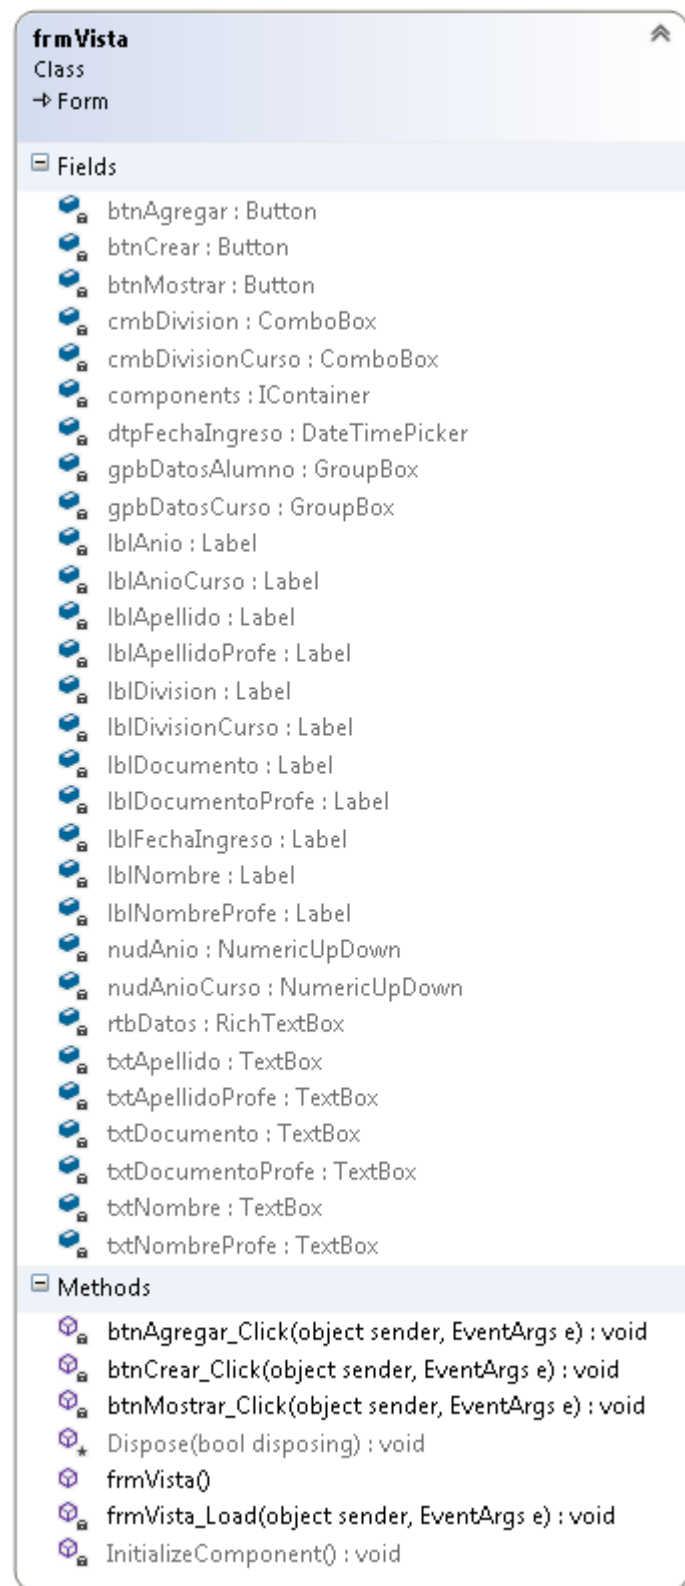 frmVista
Class
Form
Fields
btnAgregar : Button
btnCrear : Button
btnMostrar : Button
cmbDivision : ComboBox
cmbDivisionCurso : ComboBox
components : IContainer
dtpFechaIngreso : DateTimePicker
gpbDatosAlumno : GroupBox
gpbDatosCurso : GroupBox
lblAnio : Label
lblAnioCurso : Label
lblApellido : Label
lblApellidoProfe : Label
lblDivision : Label
lblDivisionCurso : Label
lblDocumento : Label
lblDocumentoProfe : Label
lblFechaIngreso : Label
lblNombre : Label
lblNombreProfe : Label
nudAnio : NumericUpDown
nudAnioCurso : NumericUpDown
rtbDatos : RichTextBox
txtApellido : TextBox
txtApellidoProfe : TextBox
txtDocumento : TextBox
txtDocumentoProfe : TextBox
txtNombre : TextBox
txtNombreProfe : TextBox
Methods
btnAgregar_Click(object sender, EventArgs e) : void
btnCrear_Click(object sender, EventArgs e) : void
btnMostrar_Click(object sender, EventArgs e) : void
Dispose(bool disposing) : void
frmVista()
frmVista_Load(object sender, EventArgs e) : void
InitializeComponent() : void